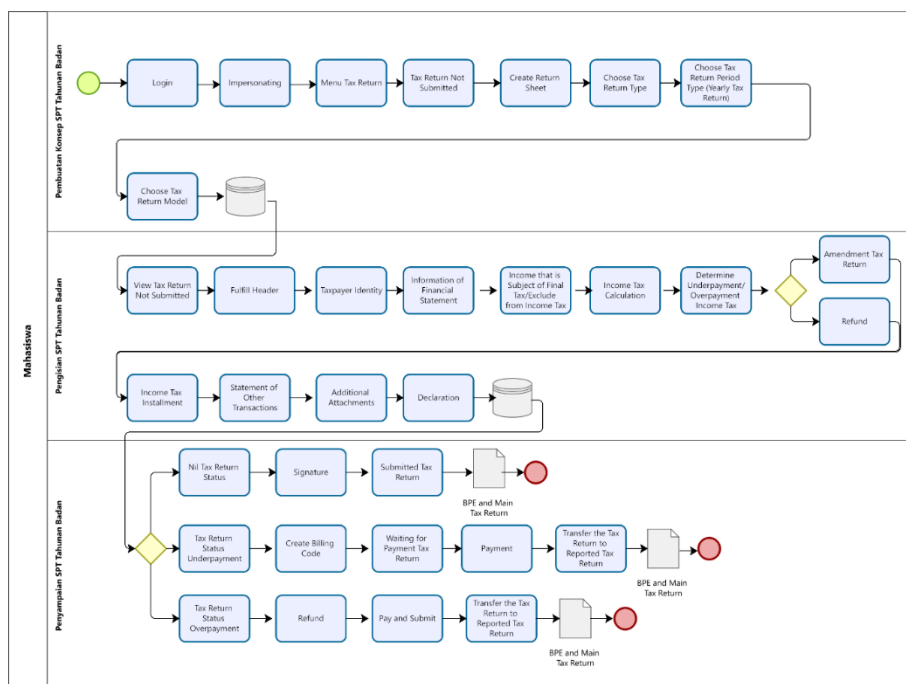 Mahasiswa
Pembuatan Konsep SPT Tahunan Badan
Login
Impersonating
Menu Tax Return
Tax Return Not
Submitted
Create Return
Sheet
Choose Tax
Return Type
Choose Tax
Return Period
Type (Yearly Tax
Return)
Choose Tax
Return Model
Pengisian SPT Tahunan Badan
View Tax Return
Not Submitted
Fulfill Header
Taxpayer Identity
Information of
Financial
Statement
Income that is
Subject of Final
Tax/Exclude
from Income Tax
Income Tax
Calculation
Determine
Underpayment/
Overpayment
Income Tax
Amendment Tax
Return
Refund
Income Tax
Installment
Statement of
Other
Transactions
Additional
Attachments
Declaration
Penyampaian SPT Tahunan Badan
Nil Tax Return
Status
Signature
Submitted Tax
Return
BPE and Main
Tax Return
Tax Return
Status
Underpayment
Create Billing
Code
Waiting for
Payment Tax
Return
Payment
Transfer the Tax
Return to
Reported Tax
Return
BPE and Main
Tax Return
Tax Return
Status
Overpayment
Refund
Pay and Submit
Transfer the Tax
Return to
Reported Tax
Return
BPE and Main
Tax Return